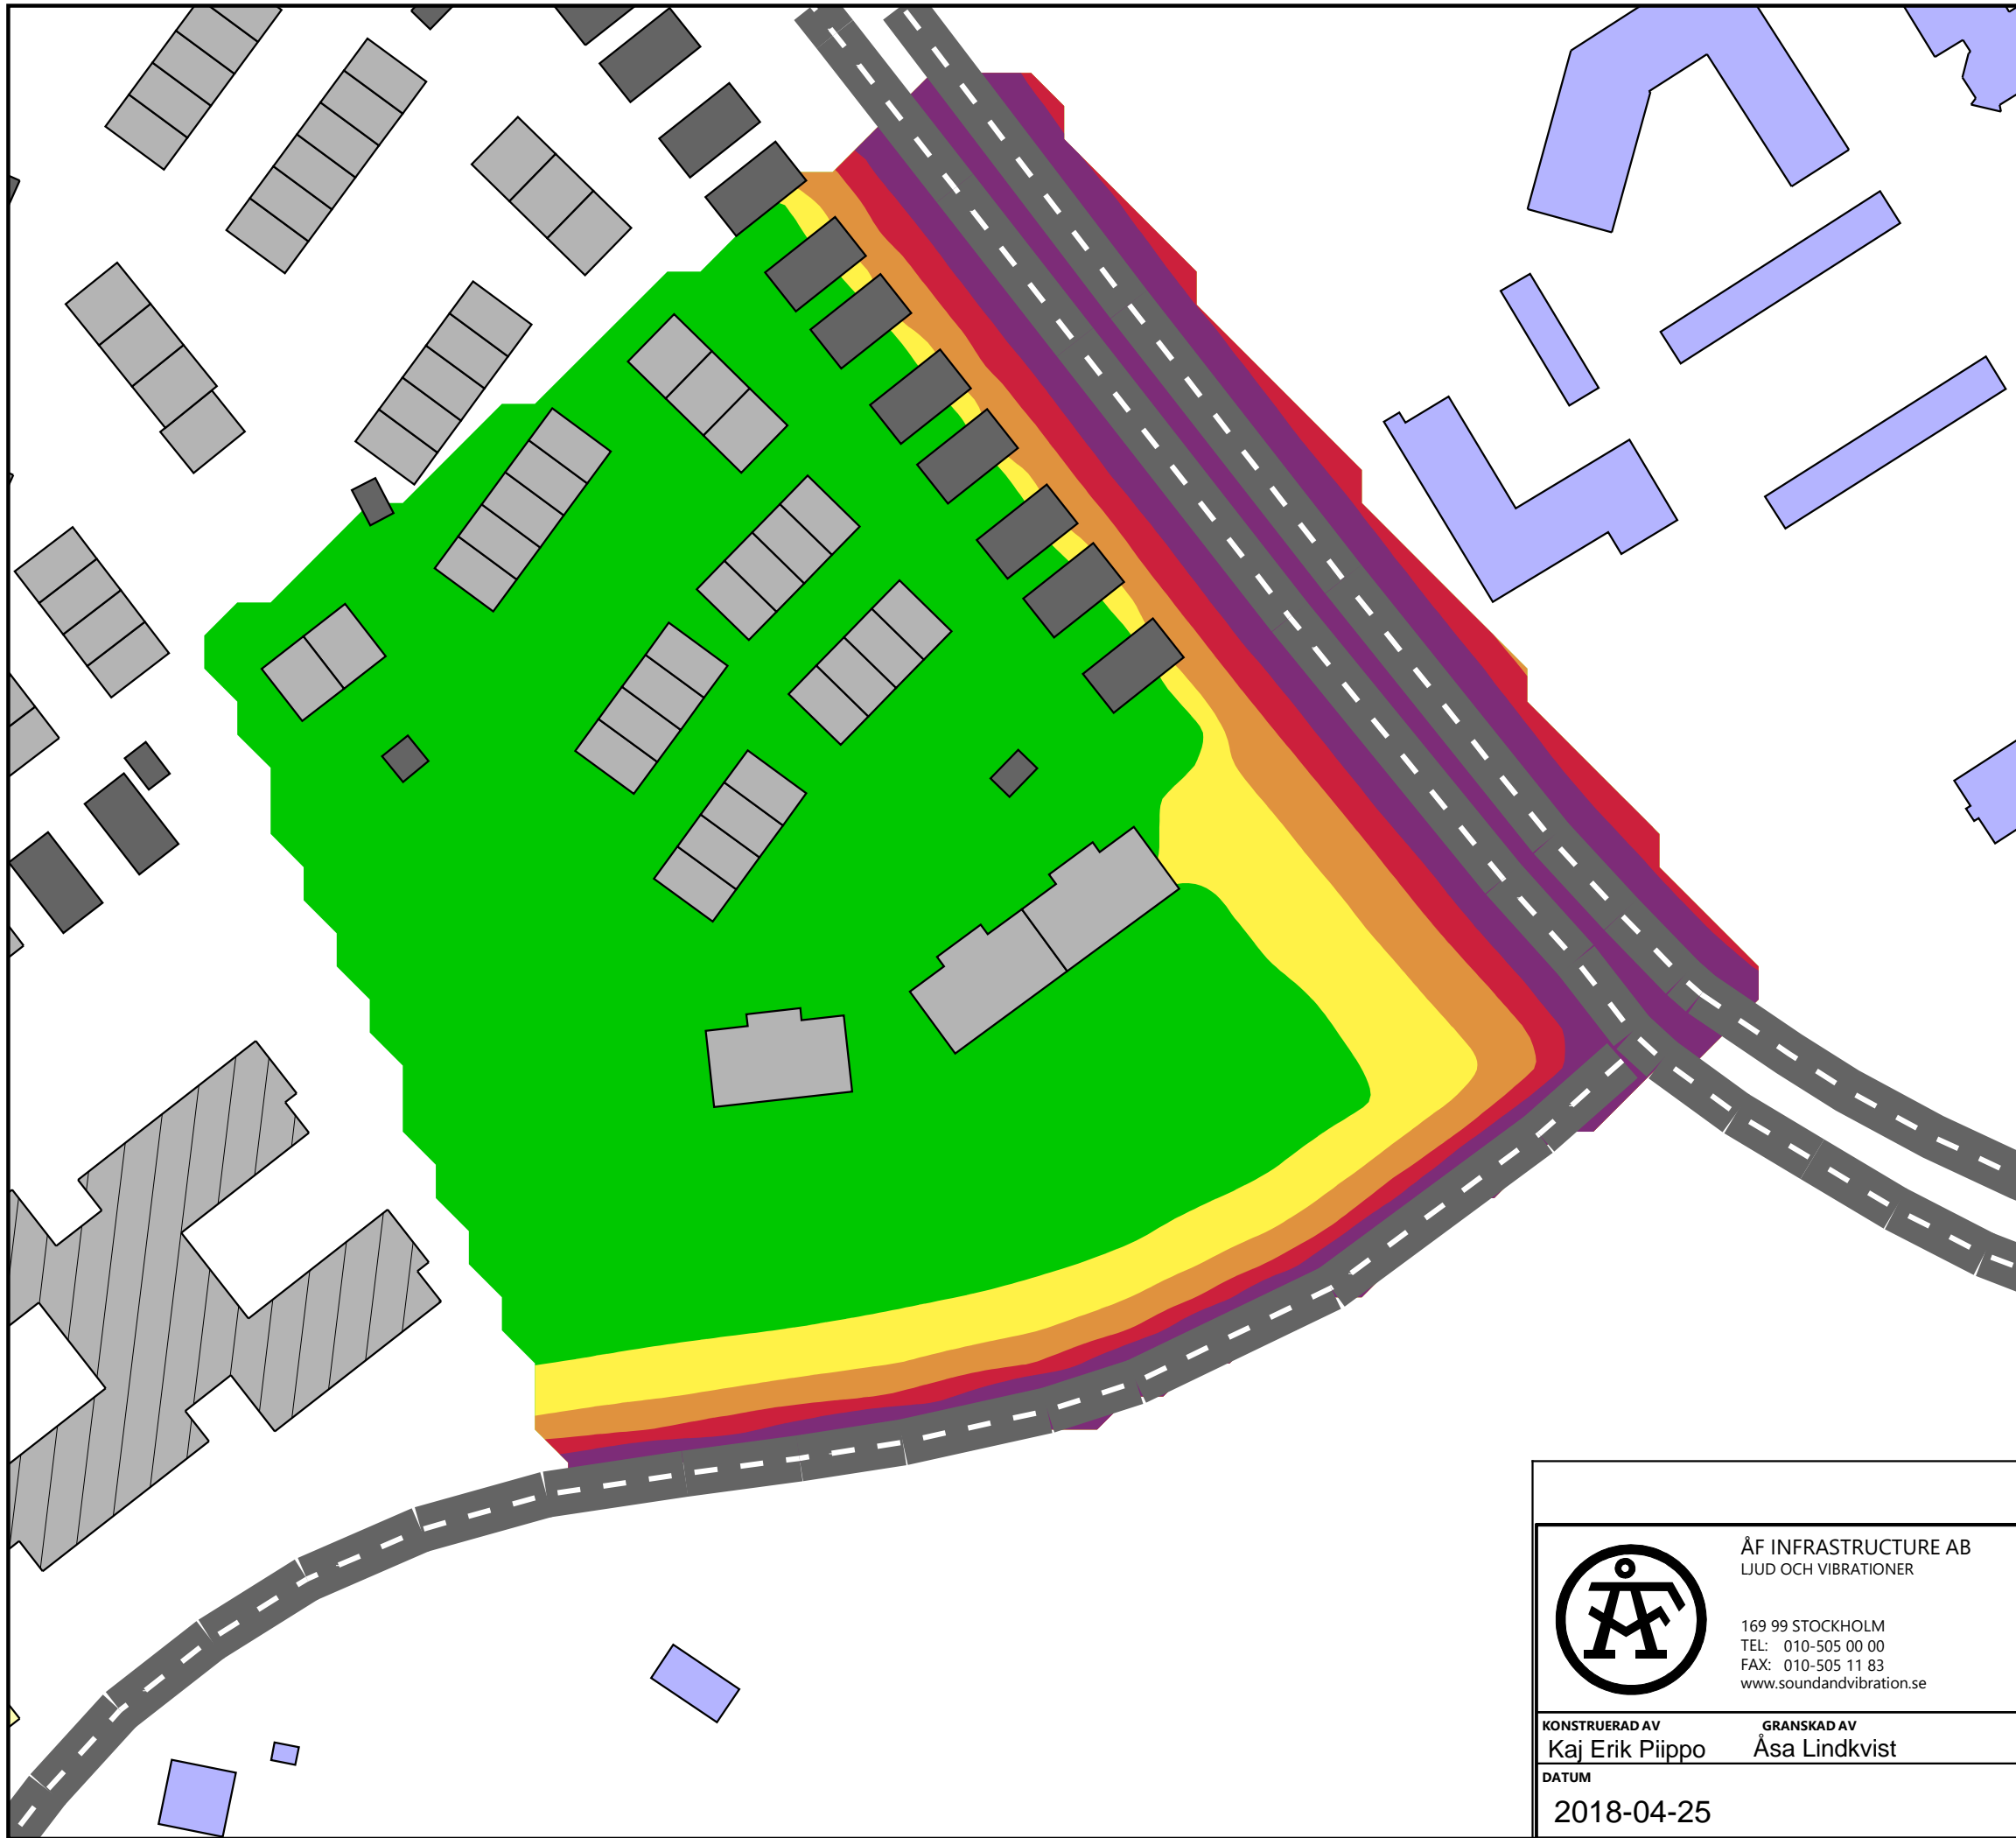 ÅF INFRASTRUCTURE AB
LJUD OCH VIBRATIONER
169 99 STOCKHOLM
TEL: 010-505 00 00
FAX: 010-505 11 83
www.soundandvibration.se
KONSTRUERAD AV GRANSKAD AV
Kaj Erik Piippo Åsa Lindkvist
DATUM
2018-04-25